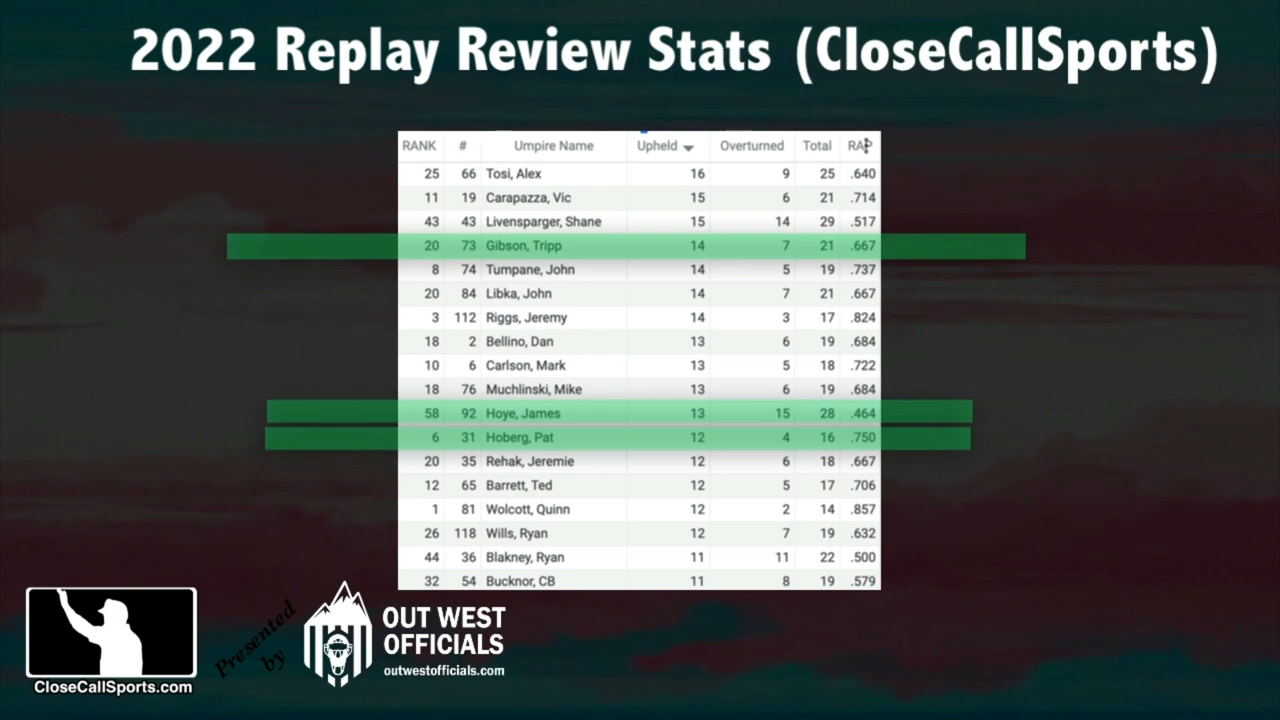 2022 Replay Review Stats (CloseCallSports)
RANK # Umpire Name Upheld Overturned Total RAP
25 66 Tosi, Alex 16 9 25 .640
11 19 Carapazza, Vic 15 6 21 .714
43 43 Livensparger, Shane 15 14 29 .517
20 73 Gibson, Tripp 14 7 21 .667
8 74 Tumpane, John 14 5 19 .737
20 84 Libka, John 14 7 21 .667
3 112 Riggs, Jeremy 14 3 17 .824
18 2 Bellino, Dan 13 6 19 .684
10 6 Carlson, Mark 13 5 18 .722
18 76 Muchlinski, Mike 13 6 19 .684
58 92 Hoye, James 13 15 28 .464
6 31 Hoberg, Pat 12 4 16 .750
20 35 Rehak, Jeremie 12 6 18 .667
12 65 Barrett, Ted 12 5 17 .706
1 81 Wolcott, Quinn 12 2 14 .857
26 118 Wills, Ryan 12 7 19 .632
44 36 Blakney, Ryan 11 11 22 .500
32 54 Bucknor, CB 11 8 19 .579
CloseCallSports.com
Presented
by
OUT WEST
OFFICIALS
outwestofficials.com